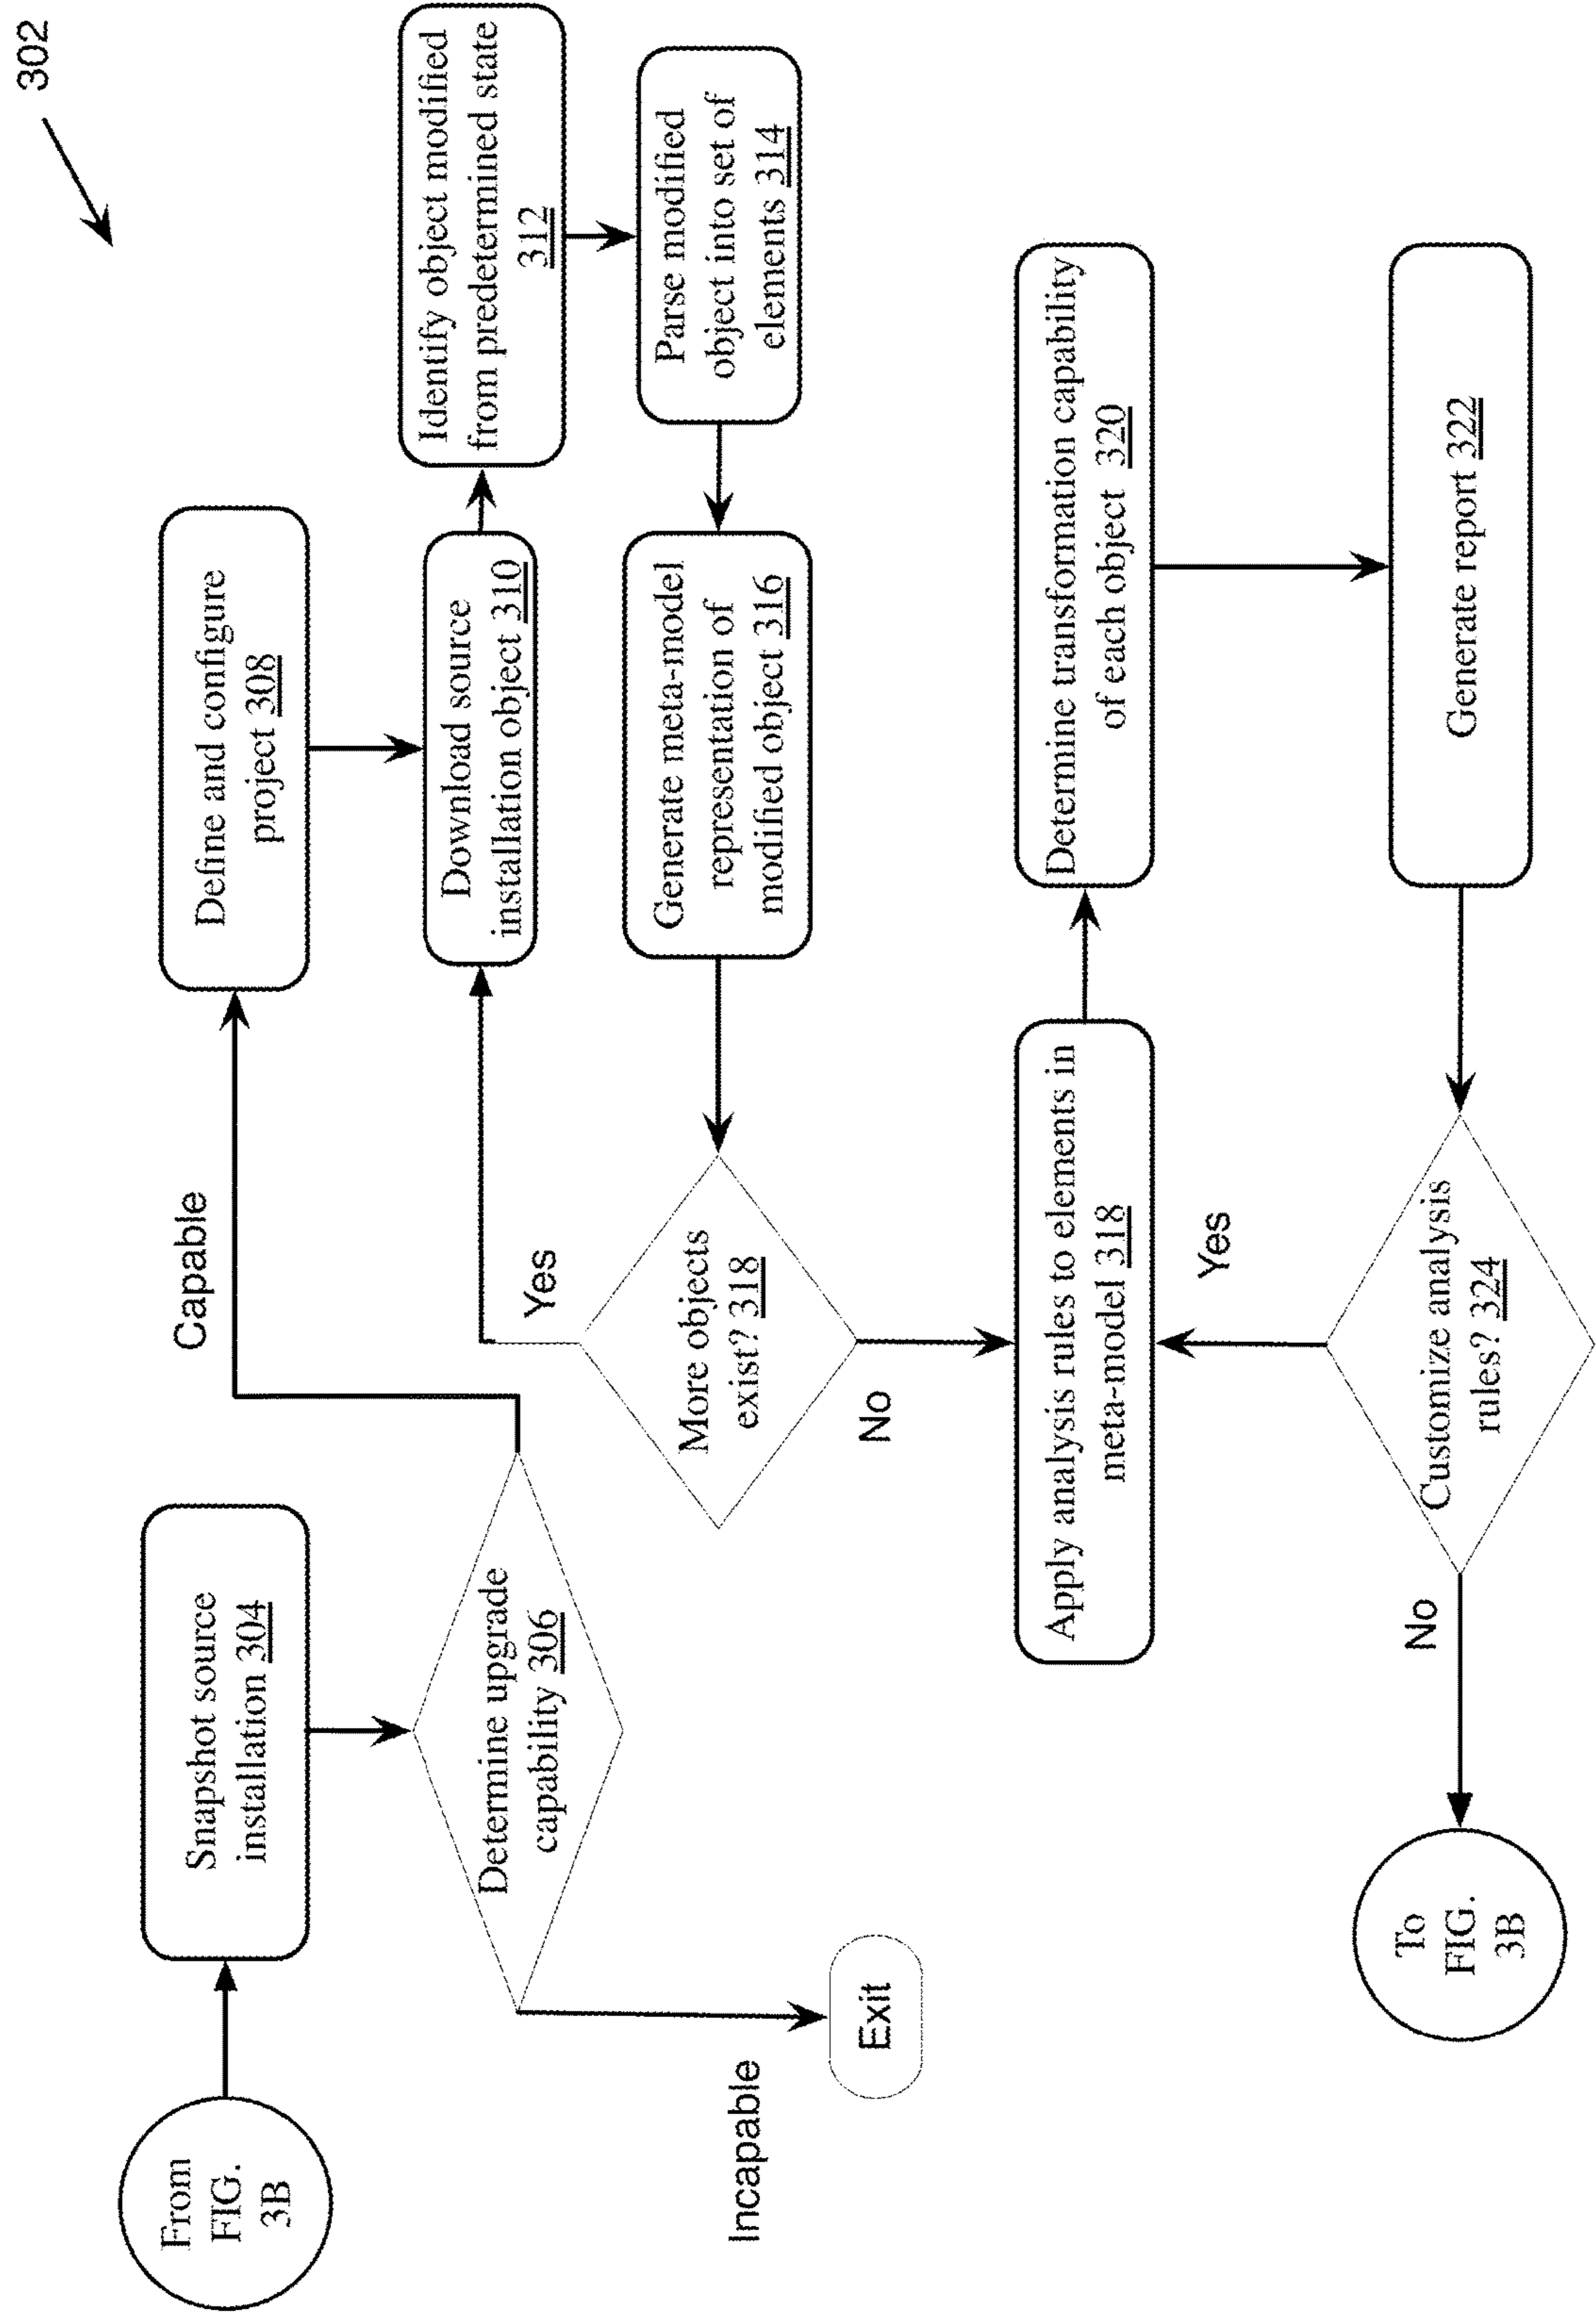 302
From
FIG.
3B
Snapshot source
installation 304
Determine upgrade
capability 306
Incapable
Exit
Capable
Define and configure
project 308
Download source
installation object 310
Identify object modified
from predetermined state
312
Parse modified
object into set of
elements 314
Generate meta-model
representation of
modified object 316
More objects
exist? 318
Yes
No
Apply analysis rules to elements in
meta-model 318
Determine transformation capability
of each object 320
Generate report 322
Customize analysis
rules? 324
Yes
No
To
FIG.
3B